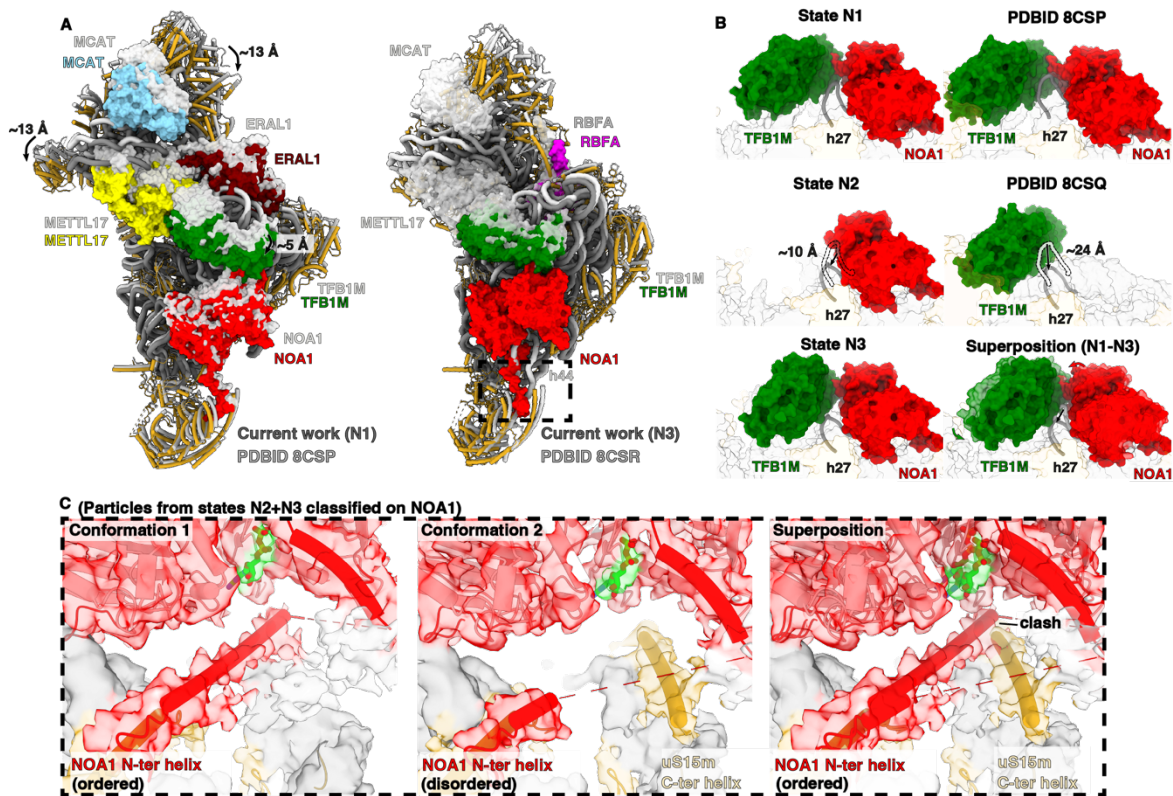 A
~13 Å
MCAT
MCAT
~13 Å
ERAL1
ERAL1
METTL17
METTL17
~5 Å
TFB1M
TFB1M
NOA1
NOA1
Current work (N1)
PDBID 8CSP
MCAT
RBFA
RBFA
METTL17
TFB1M
TFB1M
NOA1
h44
Current work (N3)
PDBID 8CSR
B
State N1
PDBID 8CSP
TFB1M
h27
NOA1
TFB1M
h27
NOA1
State N2
PDBID 8CSQ
~10 Å
~24 Å
h27
NOA1
TFB1M
h27
State N3
Superposition (N1-N3)
TFB1M
h27
NOA1
TFB1M
h27
NOA1
C (Particles from states N2+N3 classified on NOA1)
Conformation 1
Conformation 2
Superposition
clash
NOA1 N-ter helix
(ordered)
NOA1 N-ter helix
(disordered)
uS15m
C-ter helix
NOA1 N-ter helix
(ordered)
uS15m
C-ter helix